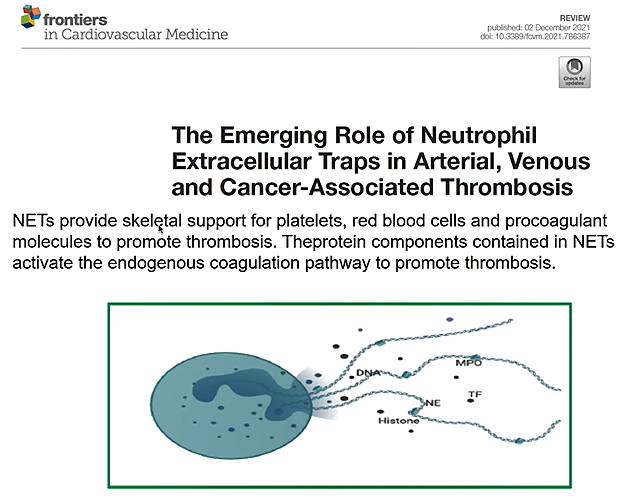 frontiers
in Cardiovascular Medicine
REVIEW
published: 02 December 2021
doi: 10.3389/fcvm.2021.786387
Check for
updates
The Emerging Role of Neutrophil
Extracellular Traps in Arterial, Venous
and Cancer-Associated Thrombosis
NETs provide skeletal support for platelets, red blood cells and procoagulant
molecules to promote thrombosis. Theprotein components contained in NETs
activate the endogenous coagulation pathway to promote thrombosis.
DNA
MPO
NE
TF
Histone